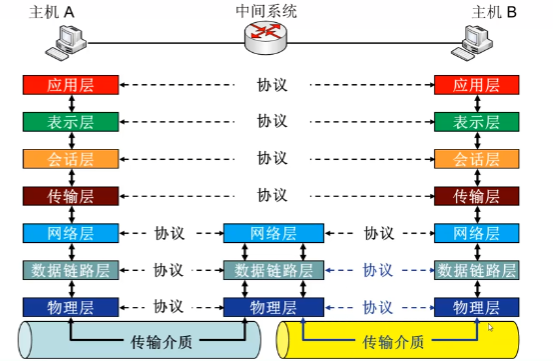 主机 A 中间系统 主机 B
应用层 协议 应用层
表示层 协议 表示层
会话层 协议 会话层
传输层 协议 传输层
网络层 协议 网络层 协议 网络层
数据链路层 协议 数据链路层 协议 数据链路层
物理层 协议 物理层 协议 物理层
传输介质 传输介质